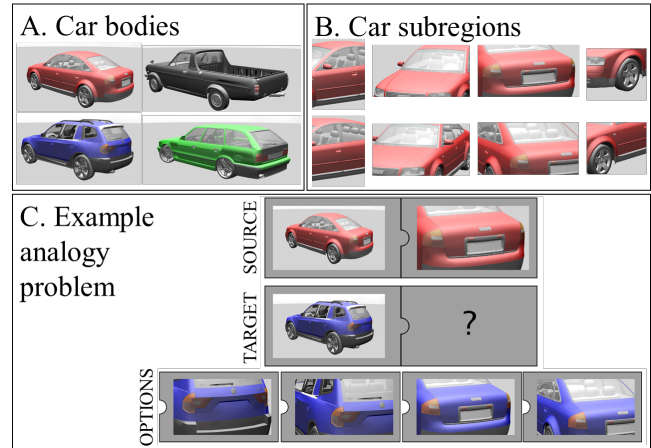 A. Car bodies
B. Car subregions
C. Example
analogy
problem
SOURCE
TARGET
?
OPTIONS